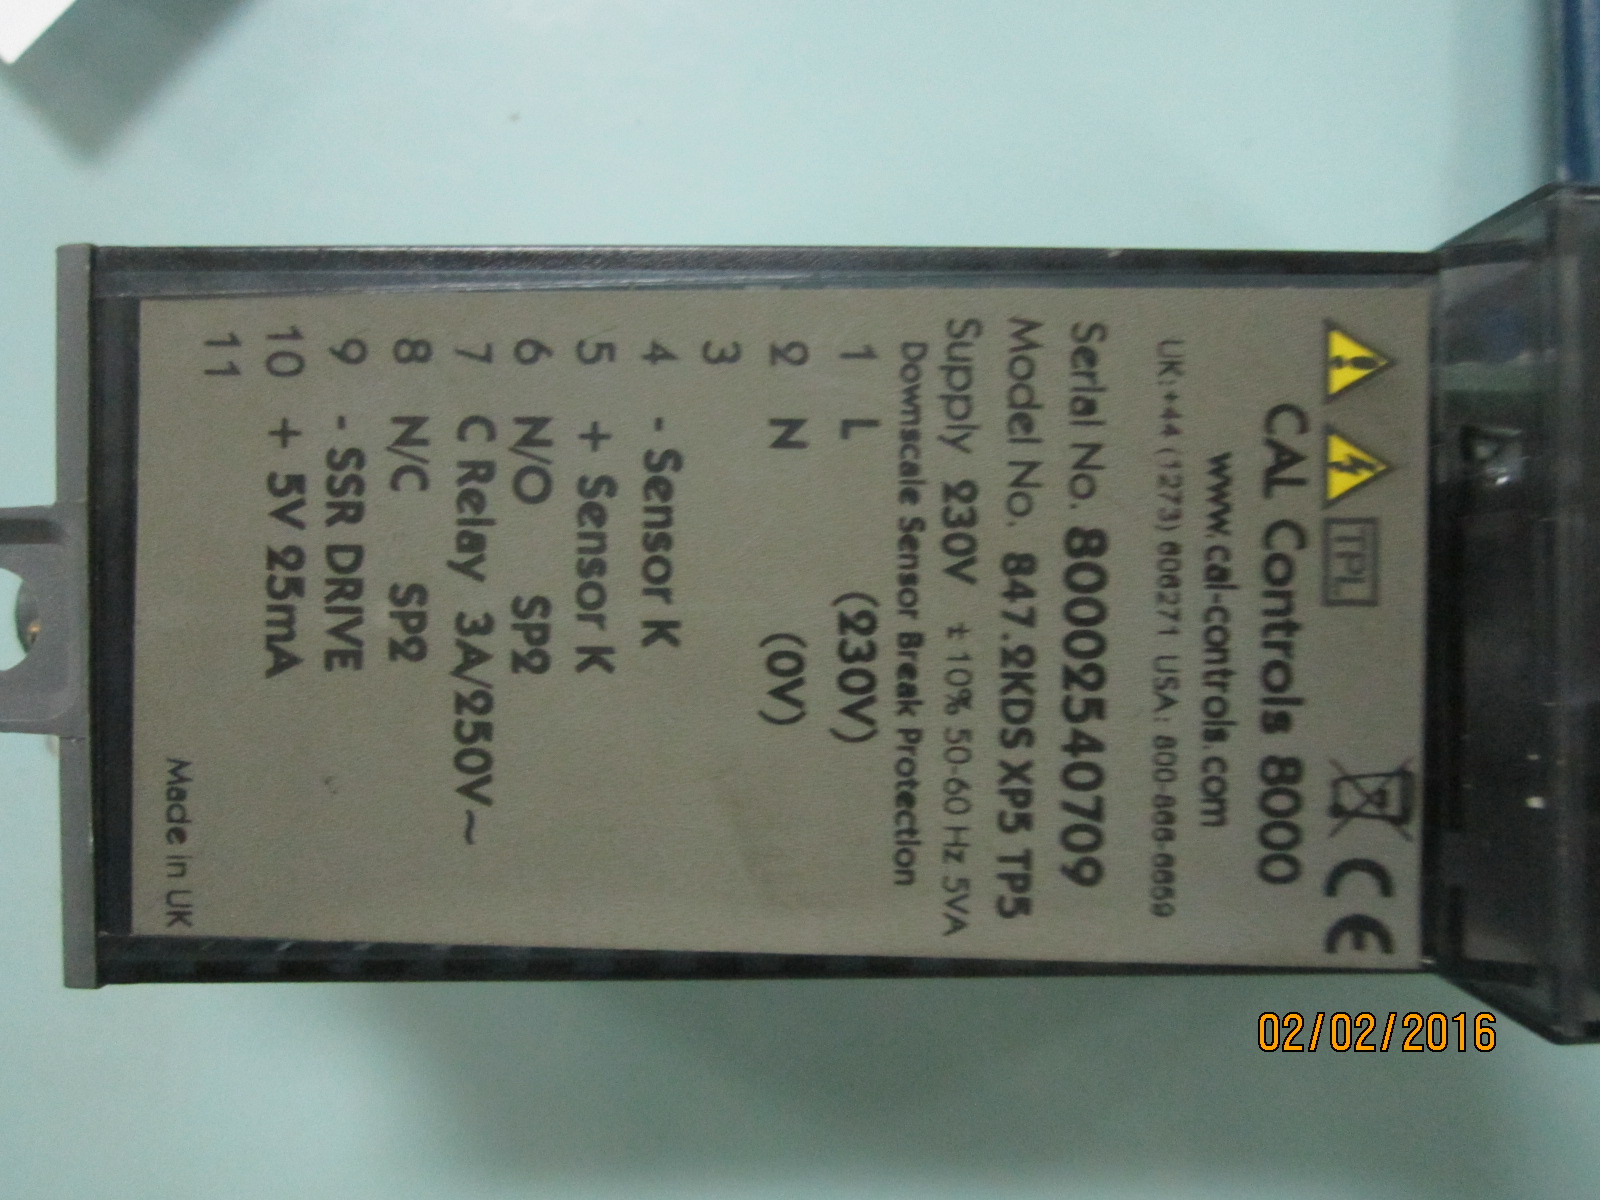 TPL CE
CAL Controls 8000
www.cal-controls.com
UK:+44 (1273) 606271 USA: 800-866-6659
Serial No. 80002540709
Model No. 847.2KDS XP5 TP5
Supply 230V ± 10% 50-60 Hz 5VA
Downscale Sensor Break Protection
1 L (230V)
2 N (0V)
3
4 - Sensor K
5 + Sensor K
6 N/O SP2
7 C Relay 3A/250V~
8 N/C SP2
9 - SSR DRIVE
10 + 5V 25mA
11
Made in UK
02/02/2016